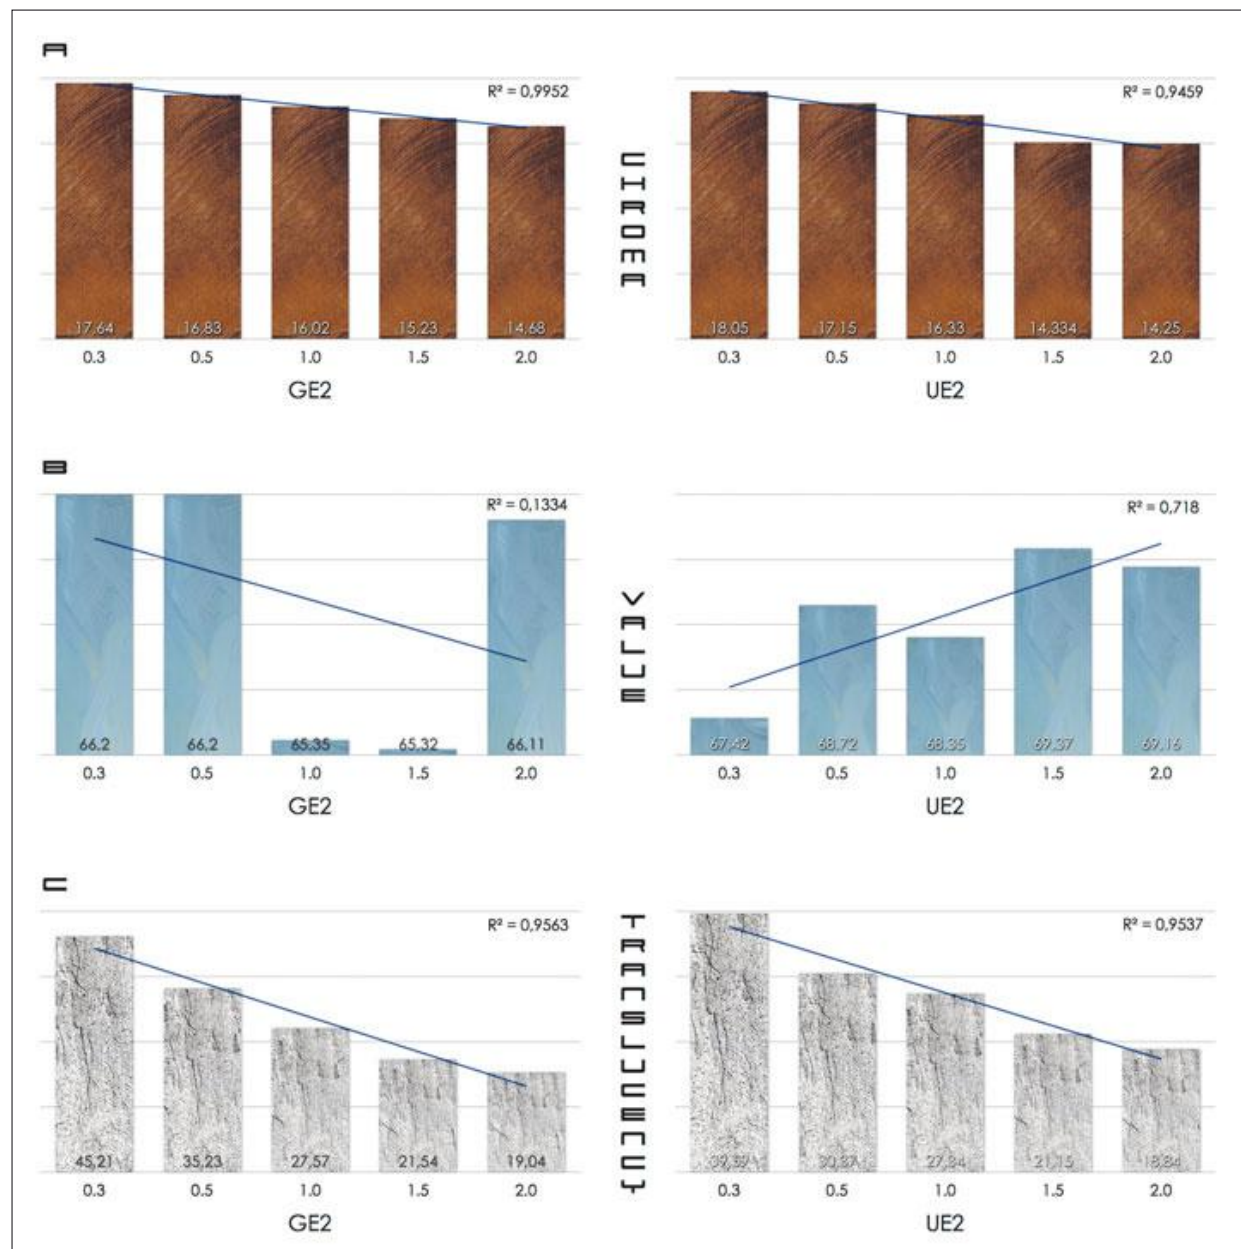 A
R² = 0,9952
R² = 0,9459
CHROMA
17,64 16,83 16,02 15,23 14,68
18,05 17,15 16,33 14,334 14,25
0.3 0.5 1.0 1.5 2.0
0.3 0.5 1.0 1.5 2.0
GE2
UE2
B
R² = 0,1334
R² = 0,718
VALUE
66,2 66,2 65,35 65,32 66,11
67,42 68,72 68,35 69,37 69,16
0.3 0.5 1.0 1.5 2.0
0.3 0.5 1.0 1.5 2.0
GE2
UE2
C
R² = 0,9563
R² = 0,9537
TRANSLUCENCY
45,21 35,23 27,57 21,54 19,04
39,59 30,37 27,34 21,15 18,84
0.3 0.5 1.0 1.5 2.0
0.3 0.5 1.0 1.5 2.0
GE2
UE2